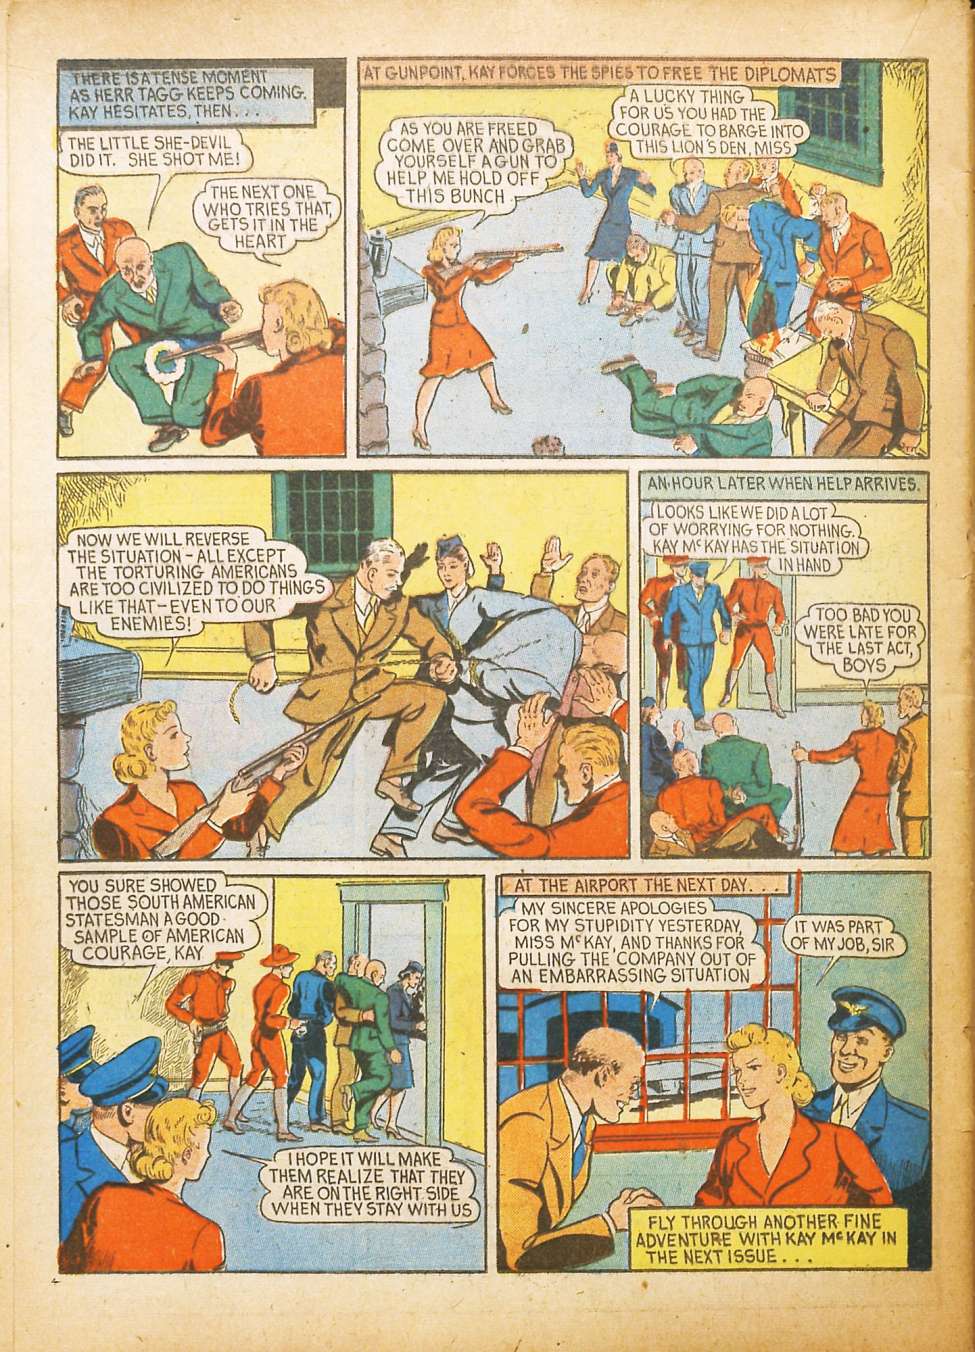 THERE IS A TENSE MOMENT
AS HERR TAGG KEEPS COMING.
KAY HESITATES, THEN . . .
THE LITTLE SHE-DEVIL
DID IT. SHE SHOT ME!
THE NEXT ONE
WHO TRIES THAT,
GETS IT IN THE
HEART
AT GUNPOINT, KAY FORCES THE SPIES TO FREE THE DIPLOMATS
AS YOU ARE FREED
COME OVER AND GRAB
YOURSELF A GUN TO
HELP ME HOLD OFF
THIS BUNCH.
A LUCKY THING
FOR US YOU HAD THE
COURAGE TO BARGE INTO
THIS LION'S DEN, MISS
NOW WE WILL REVERSE
THE SITUATION - ALL EXCEPT
THE TORTURING. AMERICANS
ARE TOO CIVILIZED TO DO THINGS
LIKE THAT - EVEN TO OUR
ENEMIES!
AN HOUR LATER WHEN HELP ARRIVES.
LOOKS LIKE WE DID A LOT
OF WORRYING FOR NOTHING.
KAY McKAY HAS THE SITUATION
IN HAND
TOO BAD YOU
WERE LATE FOR
THE LAST ACT,
BOYS
YOU SURE SHOWED
THOSE SOUTH AMERICAN
STATESMAN A GOOD
SAMPLE OF AMERICAN
COURAGE, KAY
I HOPE IT WILL MAKE
THEM REALIZE THAT THEY
ARE ON THE RIGHT SIDE
WHEN THEY STAY WITH US
AT THE AIRPORT THE NEXT DAY. . .
MY SINCERE APOLOGIES
FOR MY STUPIDITY YESTERDAY,
MISS McKAY, AND THANKS FOR
PULLING THE COMPANY OUT OF
AN EMBARRASSING SITUATION
IT WAS PART
OF MY JOB, SIR
FLY THROUGH ANOTHER FINE
ADVENTURE WITH KAY McKAY IN
THE NEXT ISSUE . . .
4